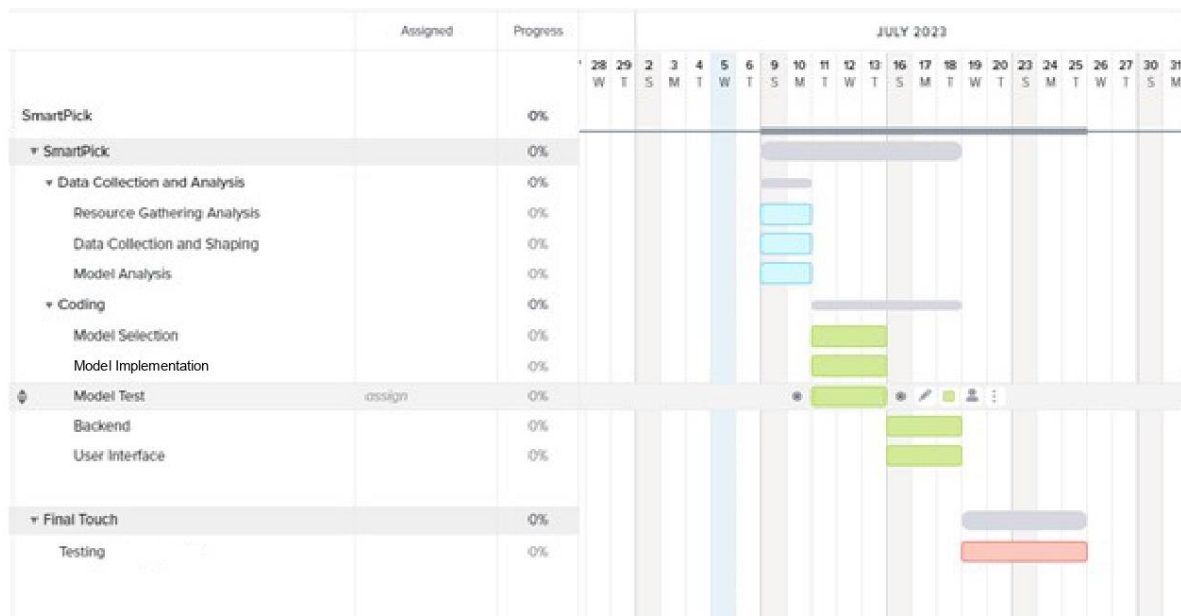 Assigned Progress JULY 2023
28 29 2 3 4 5 6 9 10 11 12 13 16 17 18 19 20 23 24 25 26 27 30 31
W T S M T W T S M T W T S M T W T S M T W T S M
SmartPick 0%
SmartPick 0%
Data Collection and Analysis 0%
Resource Gathering Analysis 0%
Data Collection and Shaping 0%
Model Analysis 0%
Coding 0%
Model Selection 0%
Model Implementation 0%
Model Test assign 0%
Backend 0%
User Interface 0%
Final Touch 0%
Testing 0%